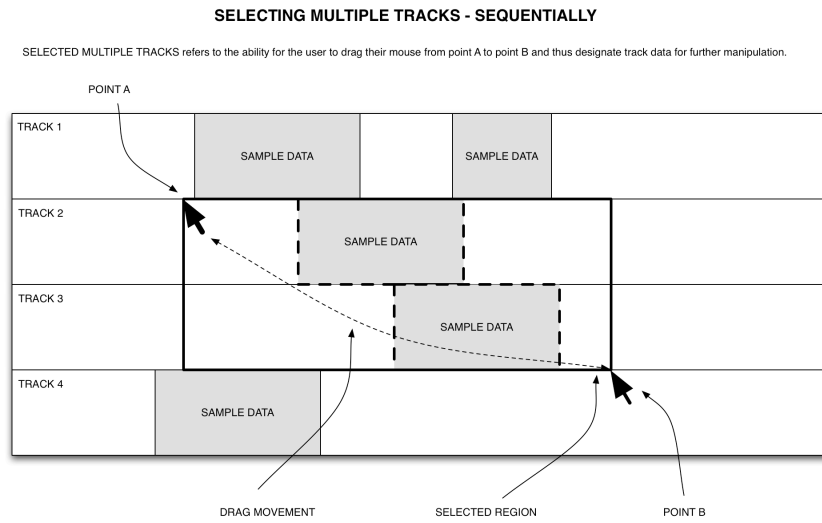 SELECTING MULTIPLE TRACKS - SEQUENTIALLY
SELECTED MULTIPLE TRACKS refers to the ability for the user to drag their mouse from point A to point B and thus designate track data for further manipulation.
POINT A
TRACK 1
SAMPLE DATA
SAMPLE DATA
TRACK 2
SAMPLE DATA
TRACK 3
SAMPLE DATA
TRACK 4
SAMPLE DATA
DRAG MOVEMENT
SELECTED REGION
POINT B